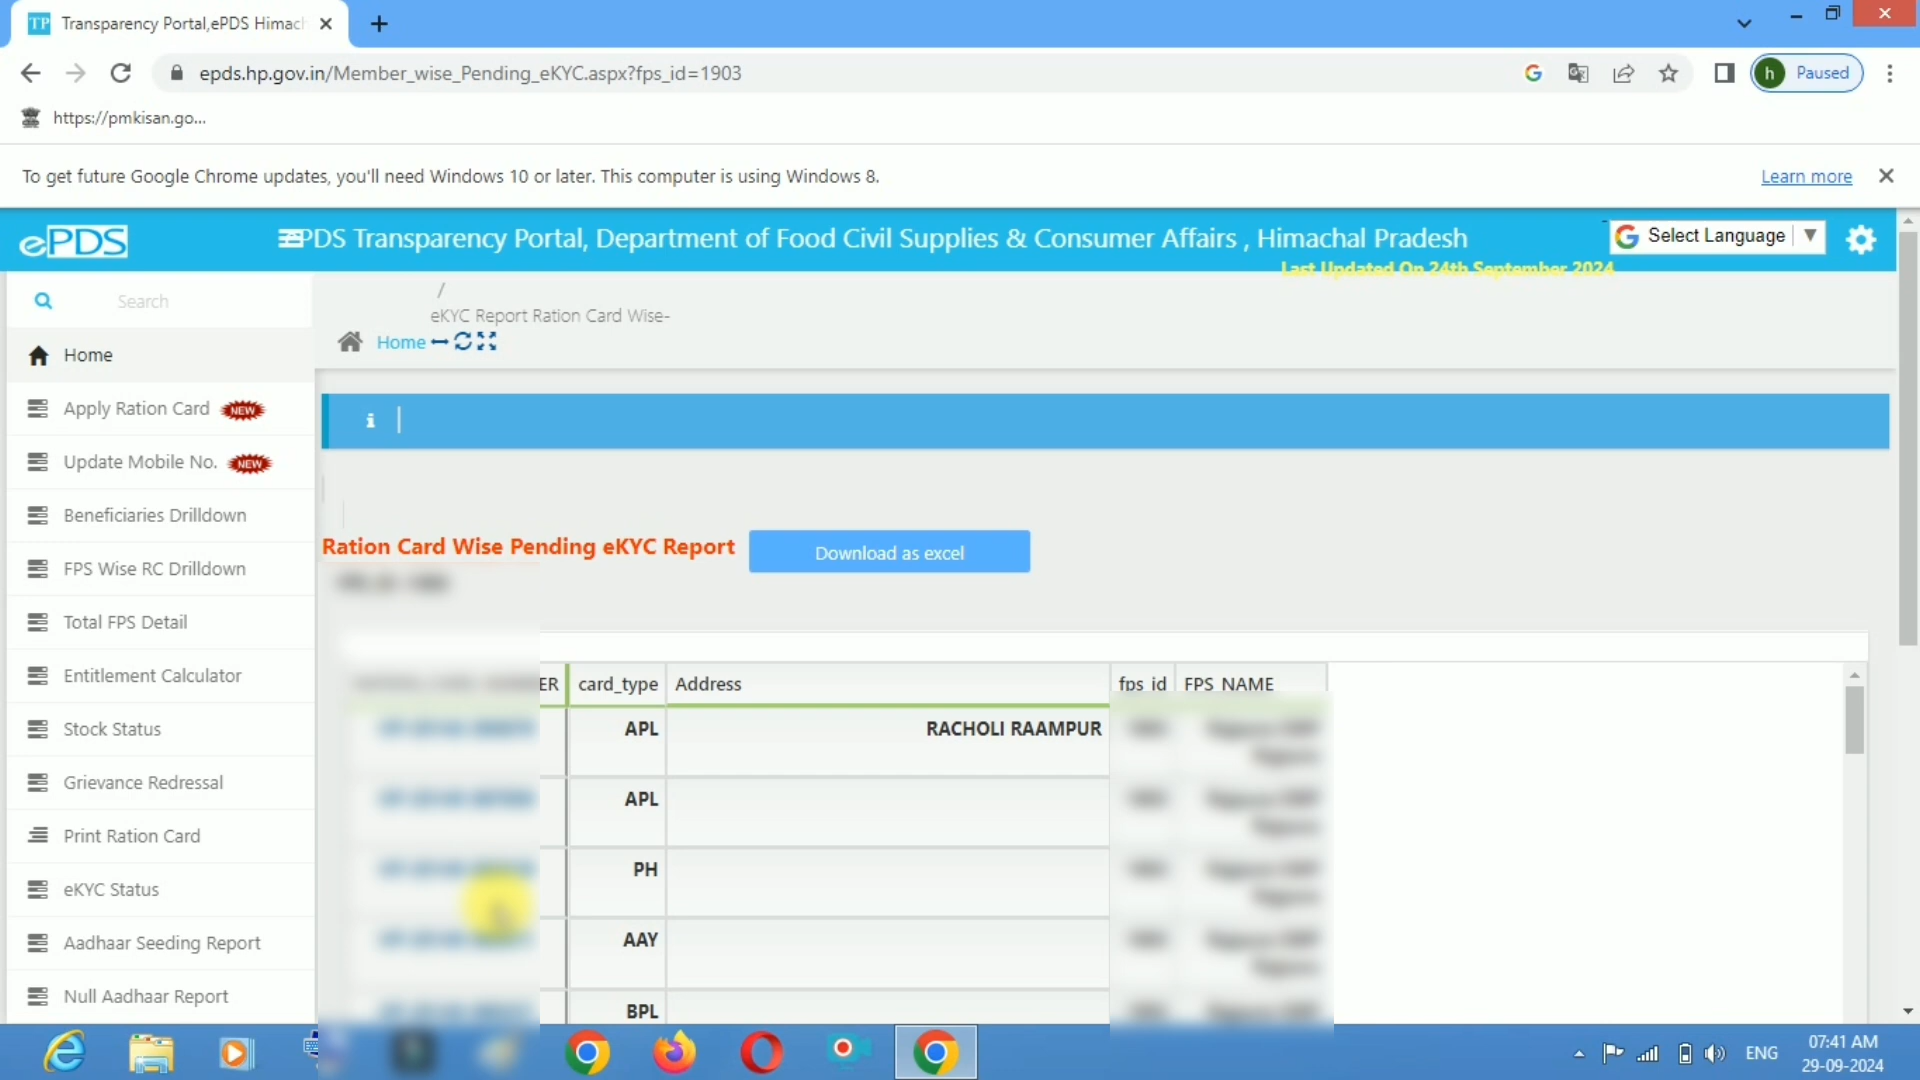 TP Transparency Portal,ePDS Himach
epds.hp.gov.in/Member_wise_Pending_eKYC.aspx?fps_id=1903
h Paused
https://pmkisan.go...
To get future Google Chrome updates, you'll need Windows 10 or later. This computer is using Windows 8.
Learn more
ePDS
PDS Transparency Portal, Department of Food Civil Supplies & Consumer Affairs , Himachal Pradesh
Select Language
Last Updated On 24th September 2024
Search
/
eKYC Report Ration Card Wise-
Home
Home
Apply Ration Card NEW
Update Mobile No. NEW
Beneficiaries Drilldown
FPS Wise RC Drilldown
Total FPS Detail
Entitlement Calculator
Stock Status
Grievance Redressal
Print Ration Card
eKYC Status
Aadhaar Seeding Report
Null Aadhaar Report
Ration Card Wise Pending eKYC Report
Download as excel
ER card_type Address fps_id FPS_NAME
APL RACHOLI RAAMPUR
APL
PH
AAY
BPL
ENG
07:41 AM
29-09-2024